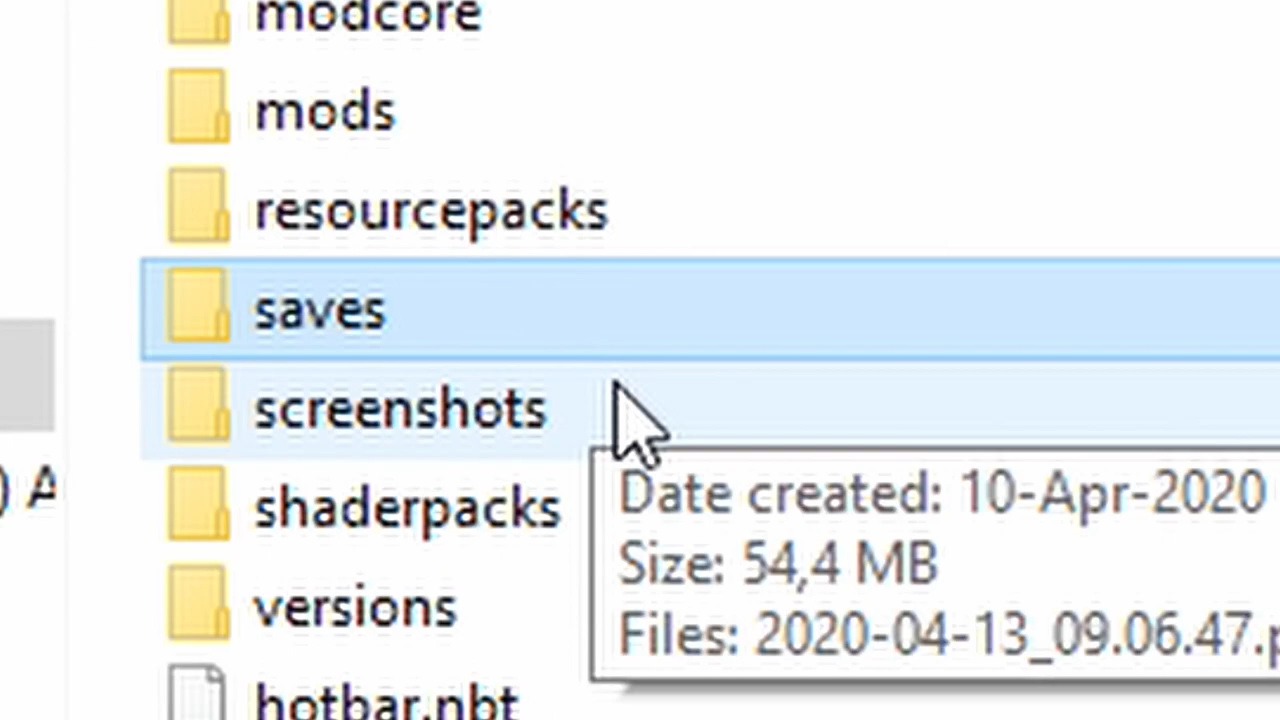 modcore
mods
resourcepacks
saves
screenshots
) A
shaderpacks
Date created: 10-Apr-2020
Size: 54,4 MB
versions
Files: 2020-04-13_09.06.47.p
hotbar.nbt